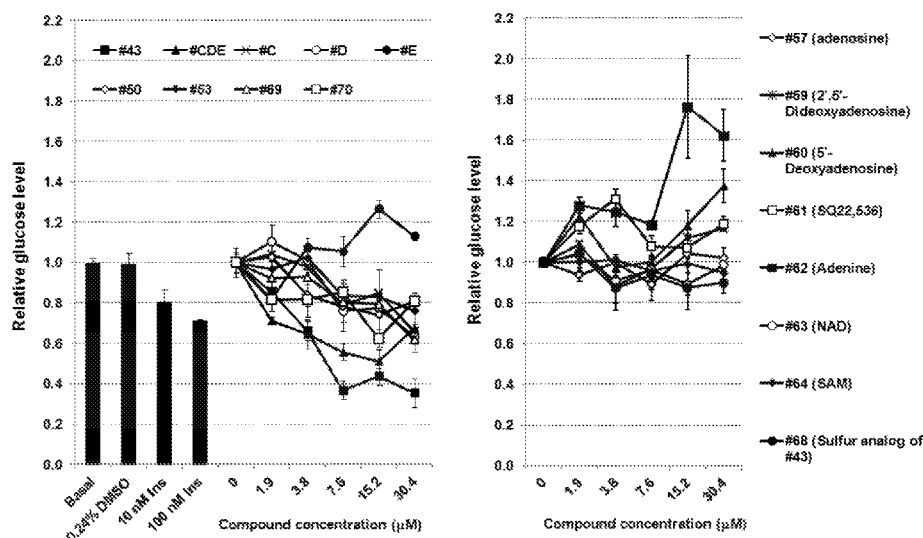 2.2
2.0
1.8
1.6
1.4
1.2
1.0
0.8
0.6
0.4
0.2
0.0
Relative glucose level
#43 #CDE #C #D #E
#50 #53 #69 #70
Basal
0.24% DMSO
10 nM Ins
100 nM Ins
0
1.9
3.8
7.6
15.2
30.4
Compound concentration (μM)
2.2
2.0
1.8
1.6
1.4
1.2
1.0
0.8
0.6
0.4
0.2
0.0
Relative glucose level
0
1.9
3.8
7.6
15.2
30.4
Compound concentration (μM)
#57 (adenosine)
#59 (2',5'-
Dideoxyadenosine)
#60 (5'-
Deoxyadenosine)
#61 (SQ22,536)
#62 (Adenine)
#63 (NAD)
#64 (SAM)
#68 (Sulfur analog of
#43)